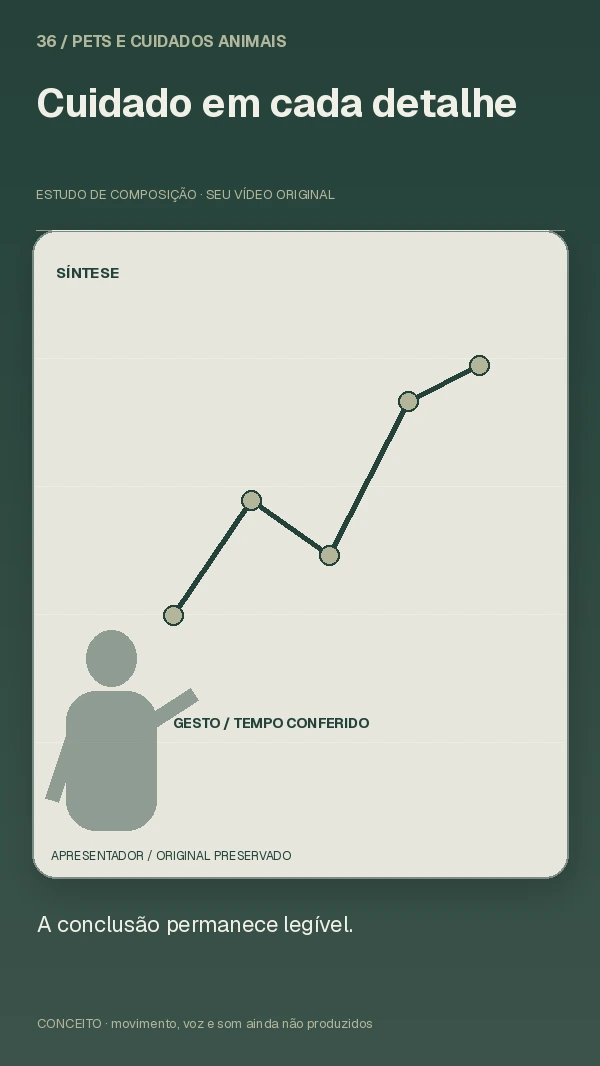 36 / PETS E CUIDADOS ANIMAIS
Cuidado em cada detalhe
ESTUDO DE COMPOSIÇÃO · SEU VÍDEO ORIGINAL
SÍNTESE
GESTO / TEMPO CONFERIDO
APRESENTADOR / ORIGINAL PRESERVADO
A conclusão permanece legível.
CONCEITO · movimento, voz e som ainda não produzidos